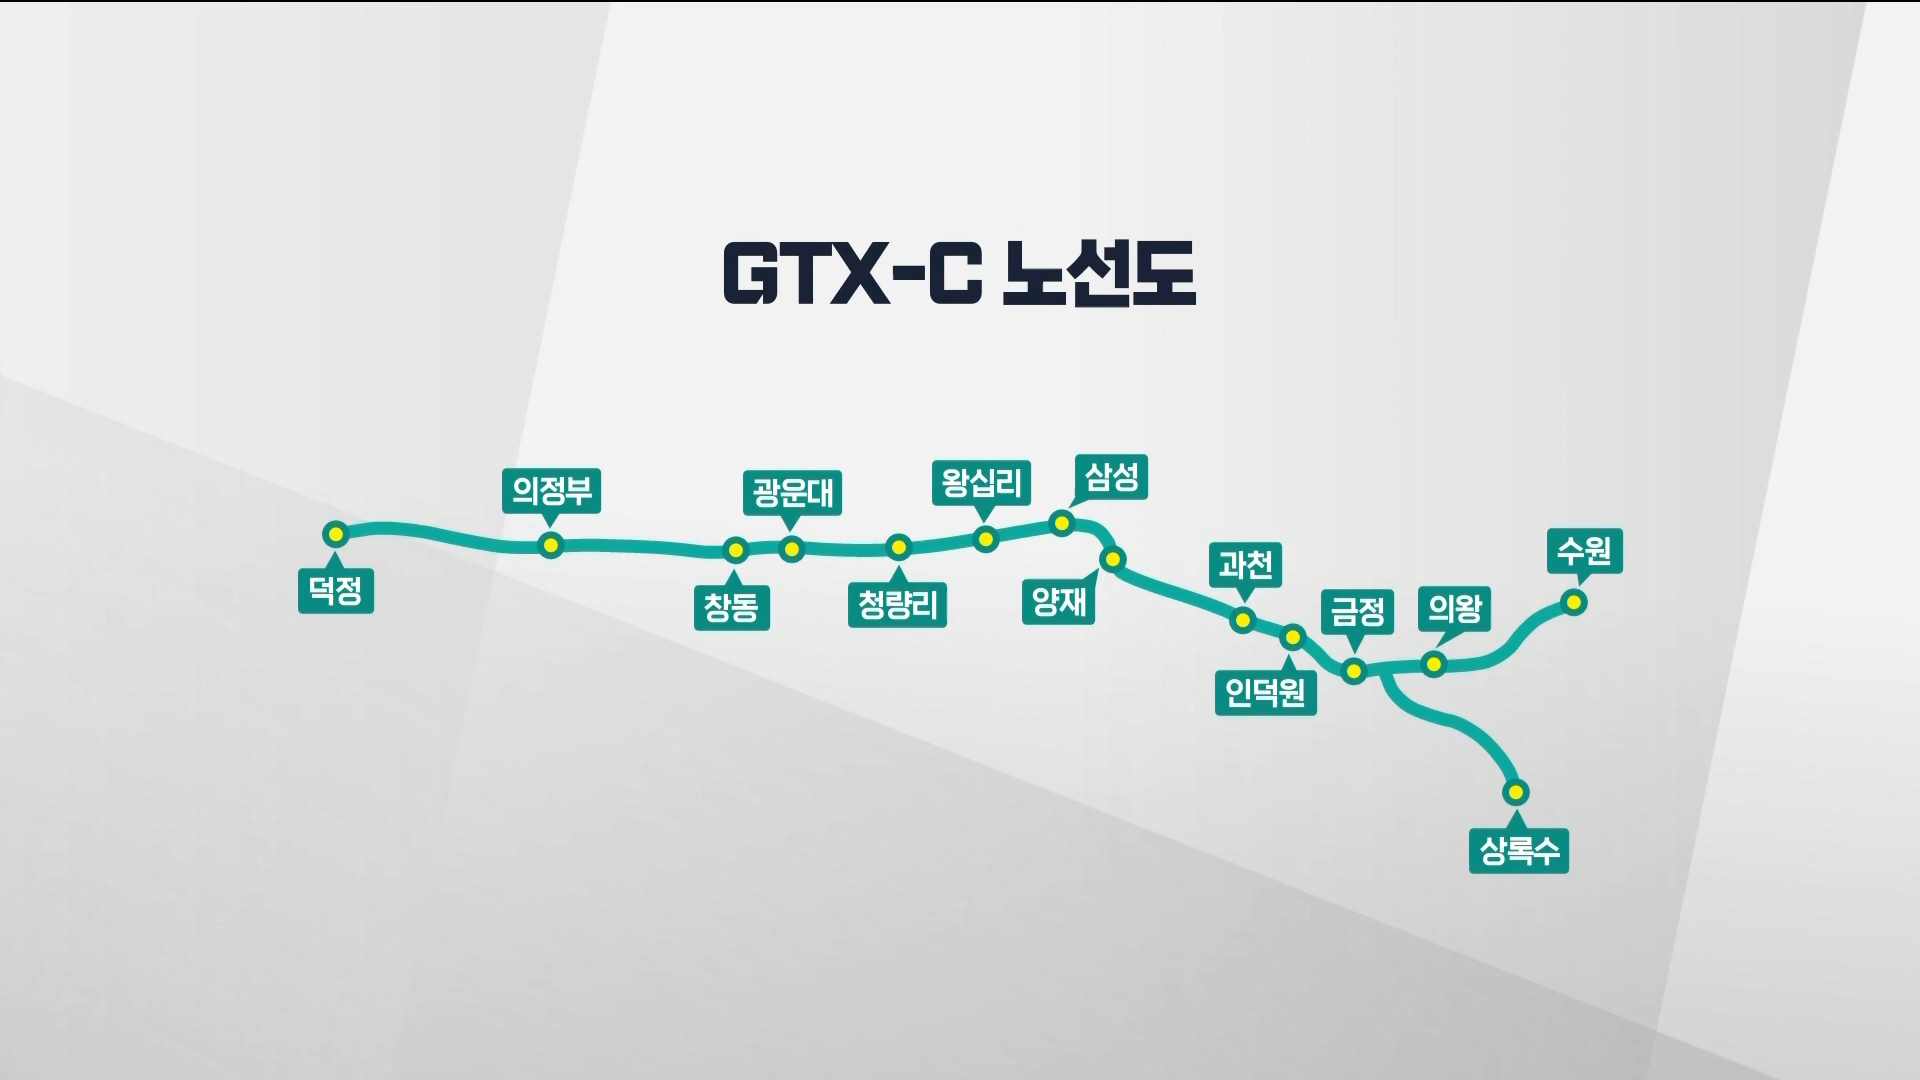 GTX-C 노선도
덕정
의정부
창동
광운대
청량리
왕십리
삼성
양재
과천
인덕원
금정
의왕
수원
상록수